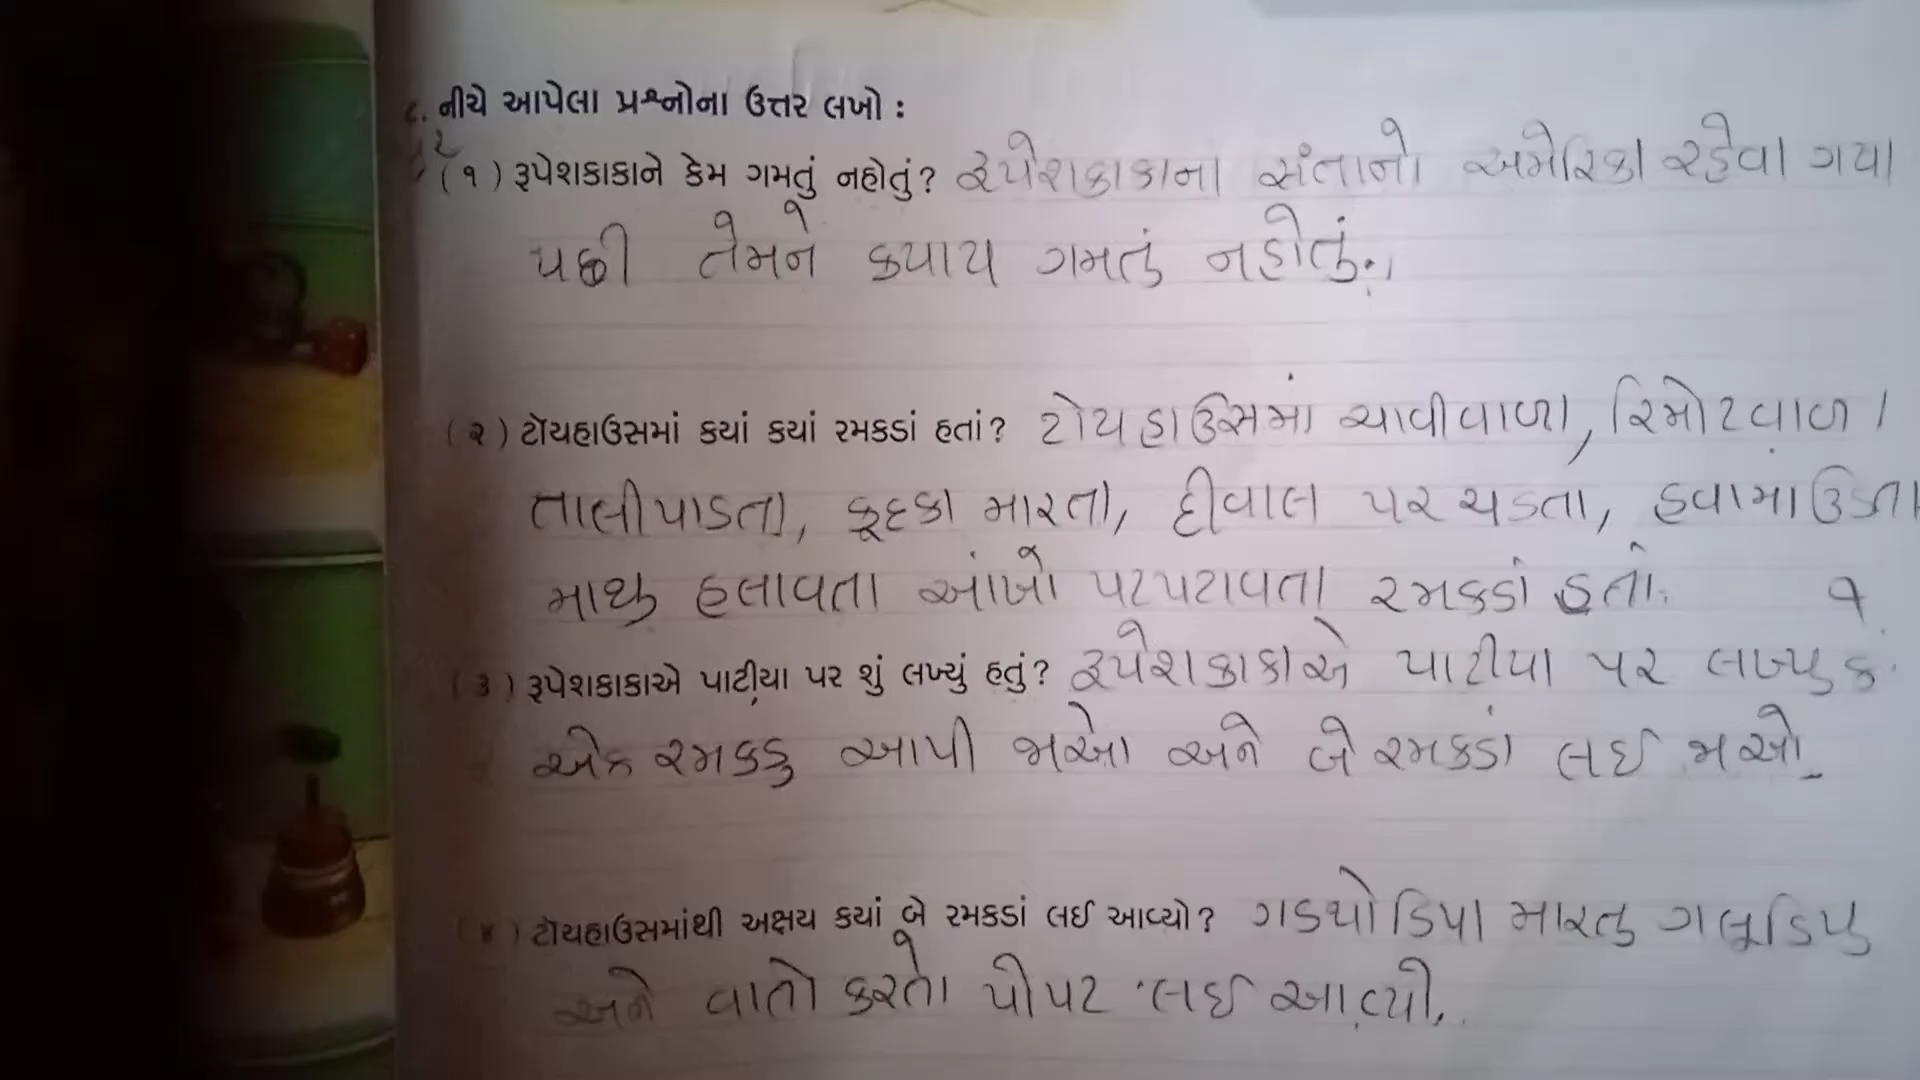 ૮. નીચે આપેલા પ્રશ્નોના ઉત્તર લખો :
(૧) રૂપેશકાકાને કેમ ગમતું નહોતું? રૂપેશકાકાના સંતાનો અમેરિકા રહેવા ગયા
પછી તેમને કયાય ગમતું નહોતું.
(૨) ટૉયહાઉસમાં કયાં કયાં રમકડાં હતાં? ટોયહાઉસમાં ચાવીવાળા, રિમોટવાળા
તાલીપાડતા, કૂદકા મારતા, દીવાલ પર ચડતા, હવામાં ઉડતા
માથુ હલાવતા આંખો પટપટાવતા રમકડાં હતાં.
(૩) રૂપેશકાકાએ પાટીયા પર શું લખ્યું હતું? રૂપેશકાકાએ પાટીયા પર લખ્યુ કે
એક રમકડુ આપી જાઓ અને બે રમકડાં લઈ જાઓ
(૪) ટૉયહાઉસમાંથી અક્ષય કયાં બે રમકડાં લઈ આવ્યો? ગડથોડિયા મારતુ ગલૂડિયુ
અને વાતો કરતો પોપટ લઈ આવ્યો.